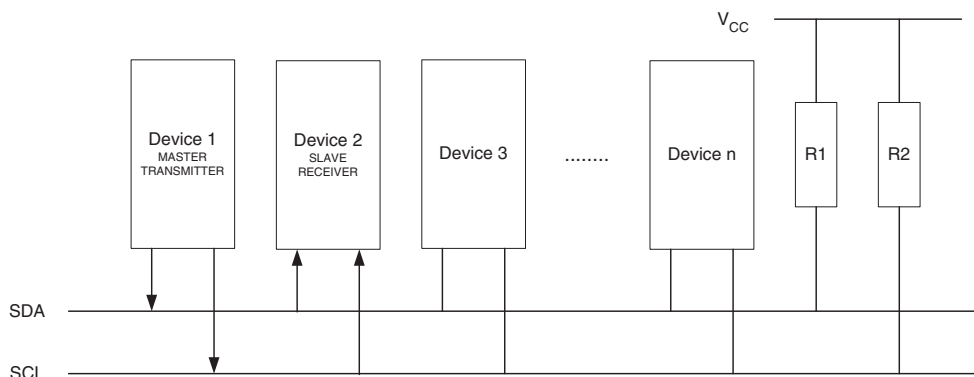 V_CC
Device 1
MASTER
TRANSMITTER
Device 2
SLAVE
RECEIVER
Device 3
........
Device n
R1
R2
SDA
SCL